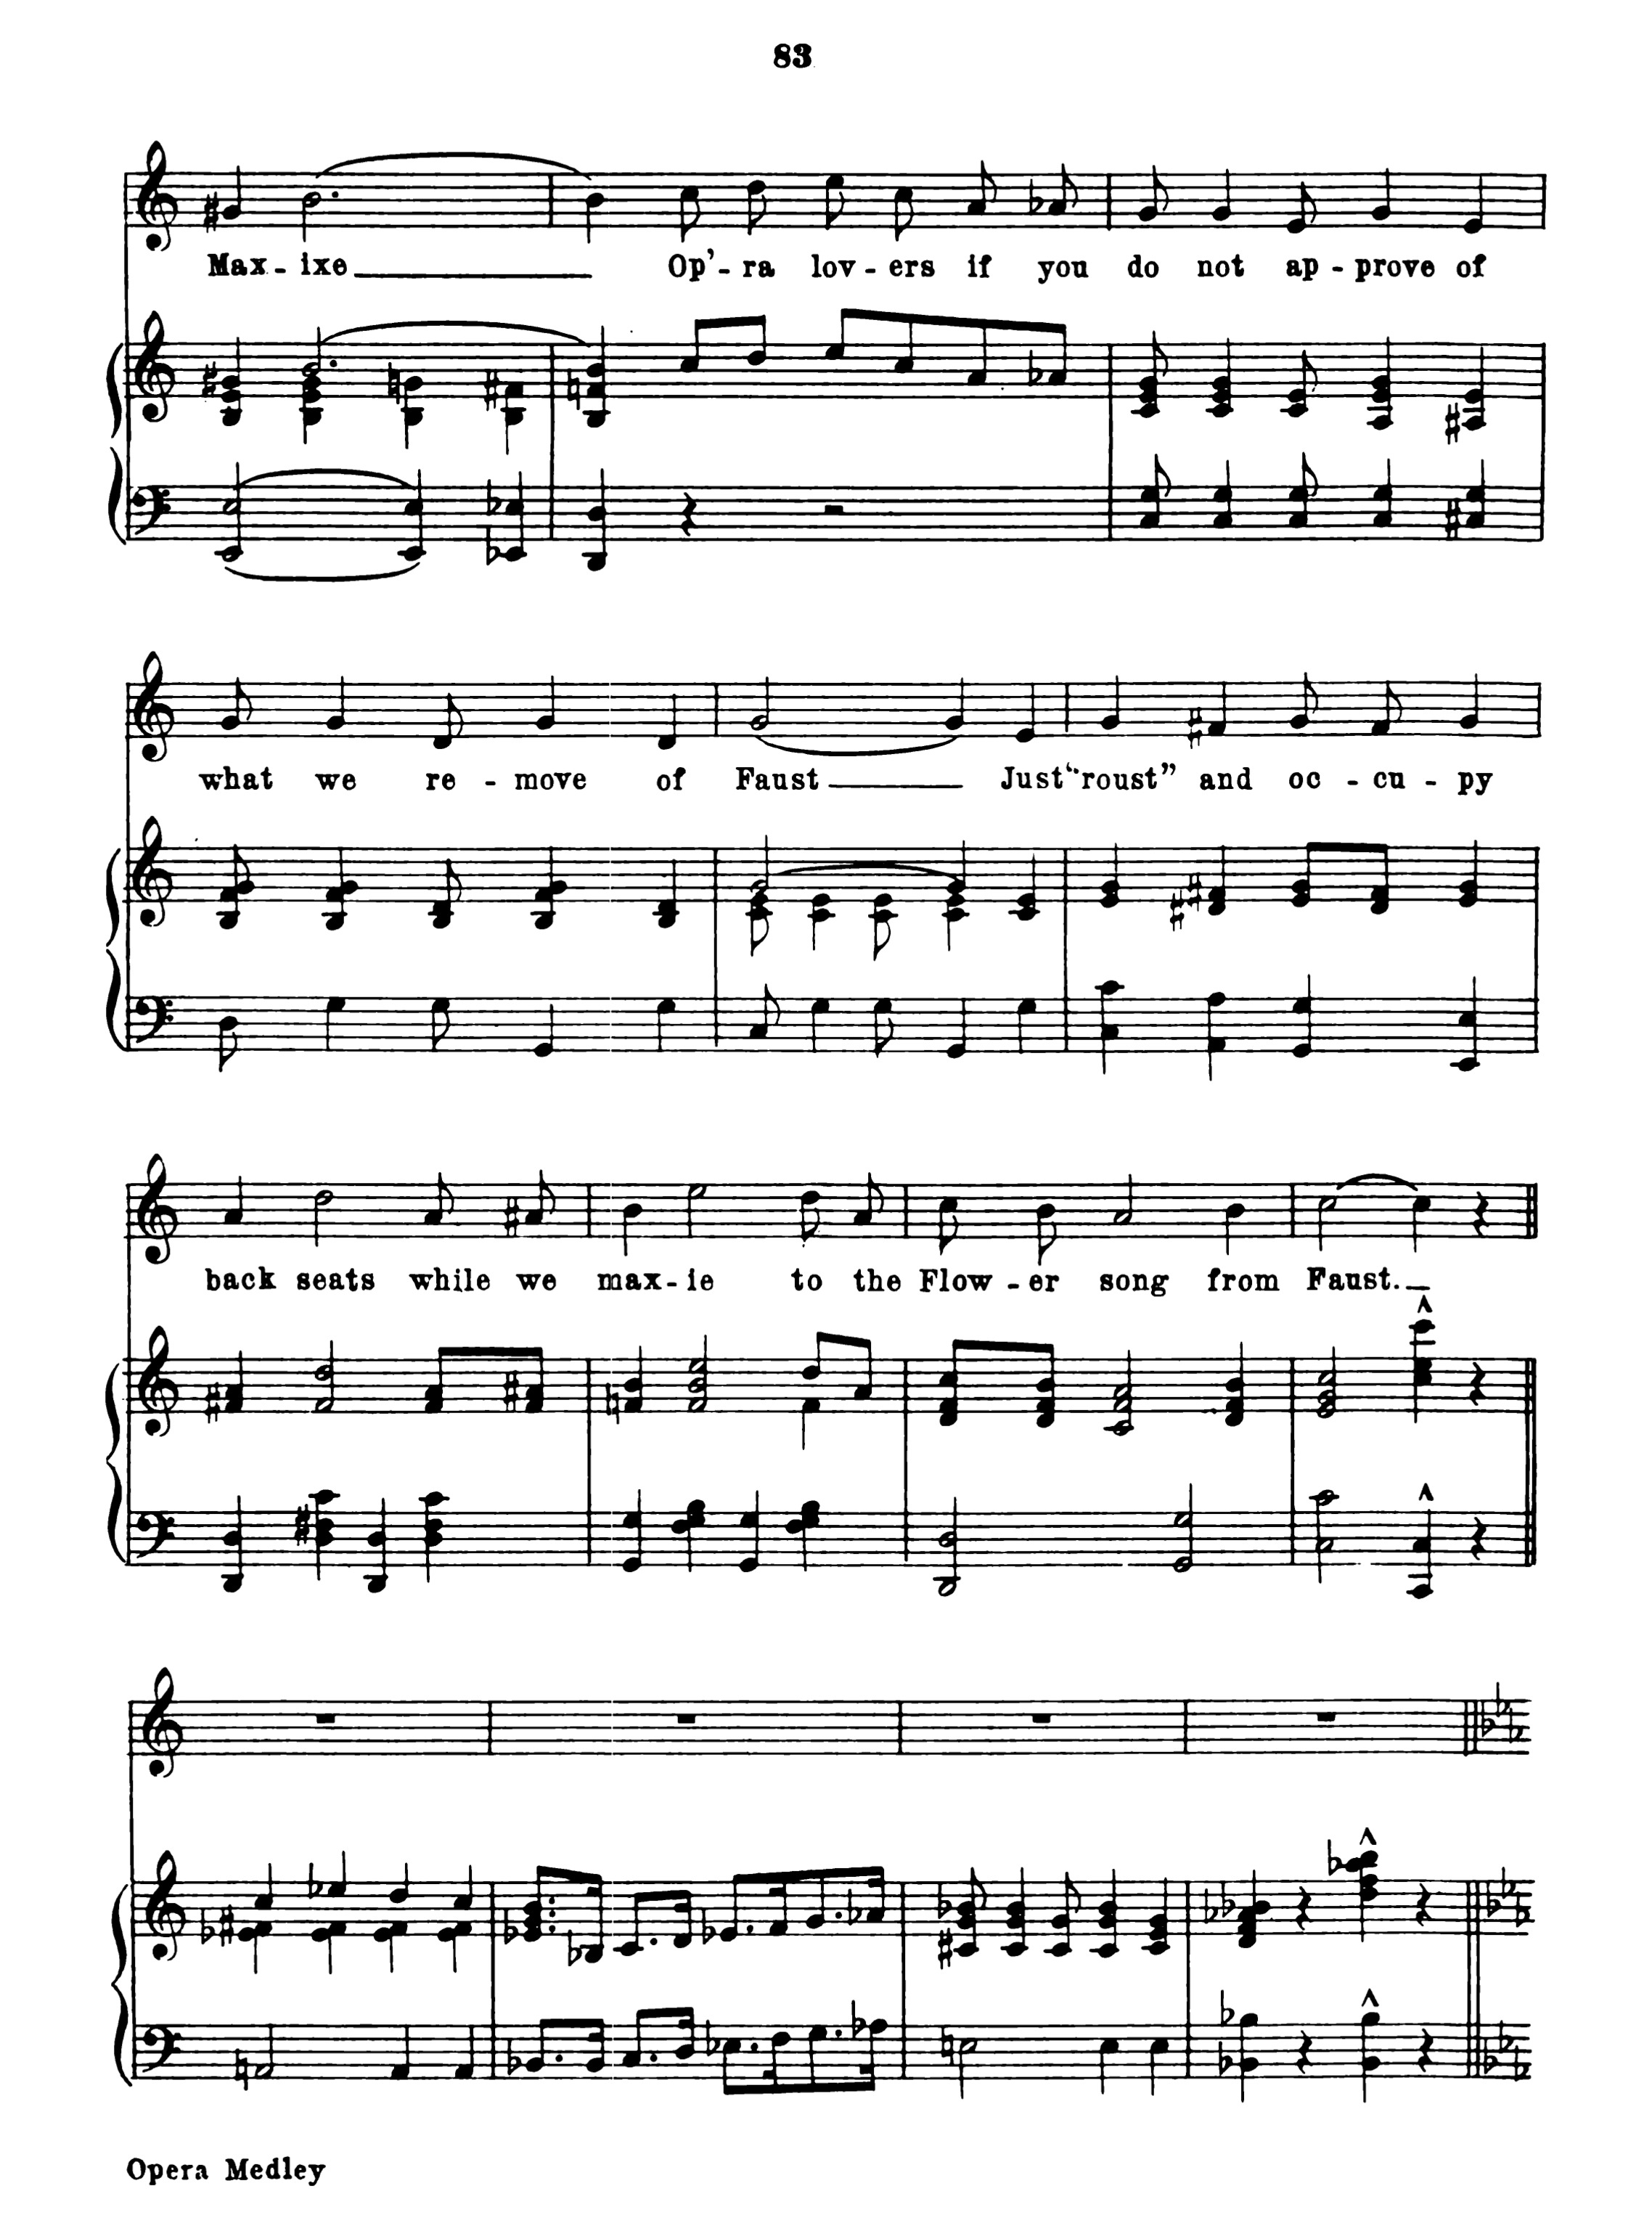 83
Max - ixe Op'- ra lov - ers if you do not ap - prove of
what we re - move of Faust Just "roust" and oc - cu - py
back seats while we max - ie to the Flow - er song from Faust.
Opera Medley